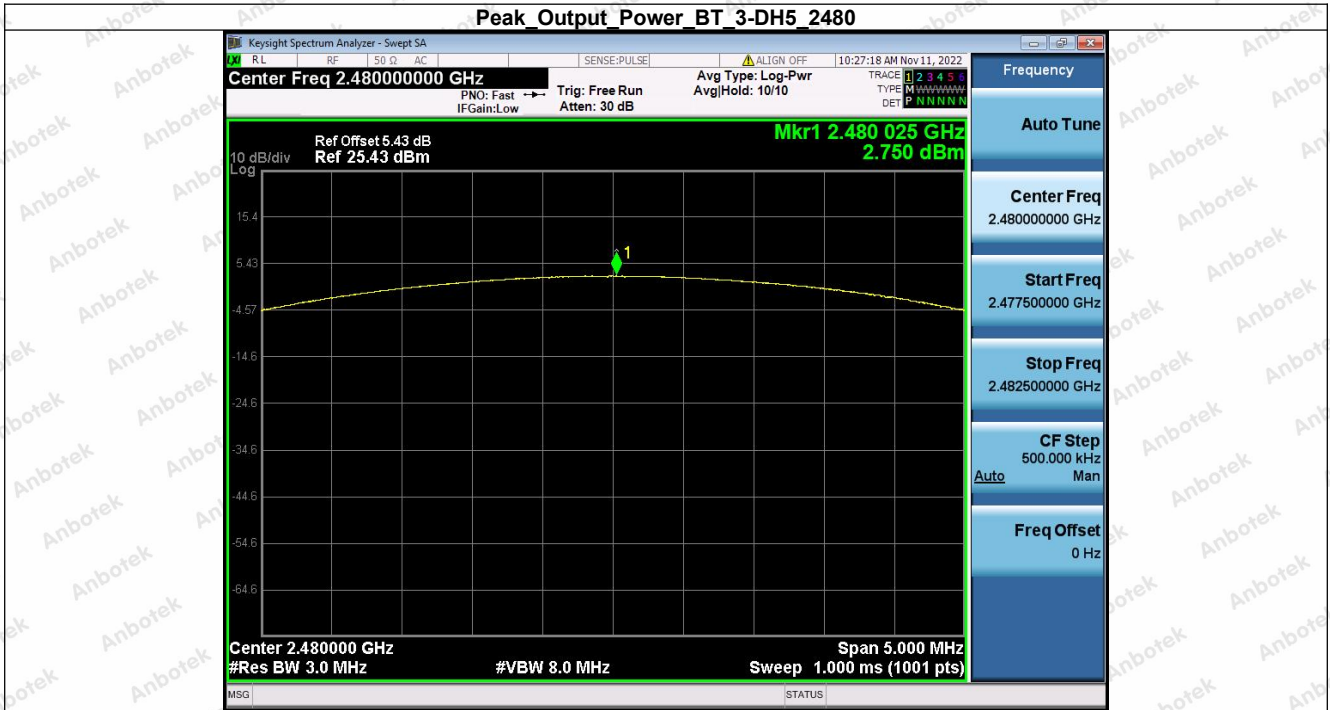 Peak_Output_Power_BT_3-DH5_2480
Keysight Spectrum Analyzer - Swept SA
LXI RL RF 50 Ω AC SENSE:PULSE ALIGN OFF 10:27:18 AM Nov 11, 2022
Center Freq 2.480000000 GHz
PNO: Fast
IFGain:Low
Trig: Free Run
Atten: 30 dB
Avg Type: Log-Pwr
Avg|Hold: 10/10
TRACE 1 2 3 4 5 6
TYPE M WWWWW
DET P N N N N N
Mkr1 2.480 025 GHz
2.750 dBm
Ref Offset 5.43 dB
10 dB/div Ref 25.43 dBm
Log
15.4
1
5.43
-4.57
-14.6
-24.6
-34.6
-44.6
-54.6
-64.6
Center 2.480000 GHz Span 5.000 MHz
#Res BW 3.0 MHz #VBW 8.0 MHz Sweep 1.000 ms (1001 pts)
MSG STATUS
Frequency
Auto Tune
Center Freq
2.480000000 GHz
Start Freq
2.477500000 GHz
Stop Freq
2.482500000 GHz
CF Step
500.000 kHz
Auto Man
Freq Offset
0 Hz
Anbotek